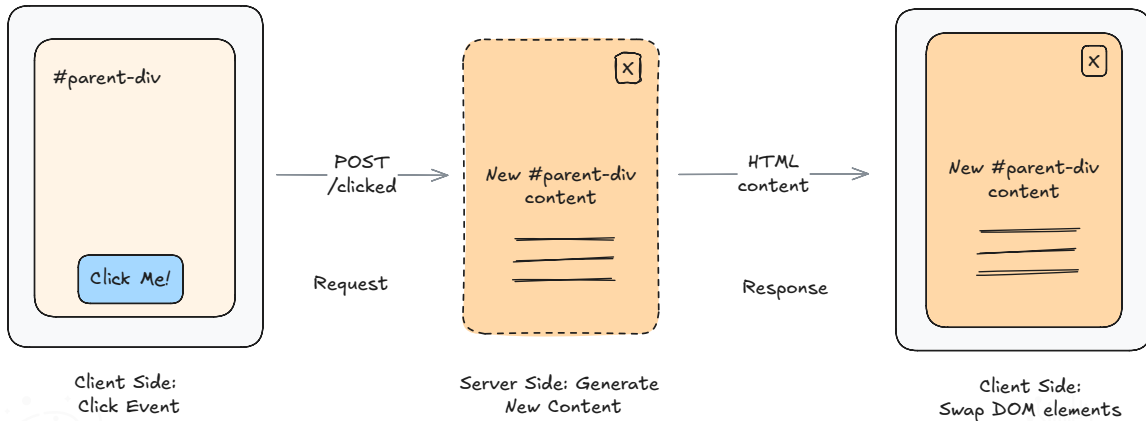 #parent-div
Click Me!
Client Side:
Click Event
POST
/clicked
Request
X
New #parent-div
content
Server Side: Generate
New Content
HTML
content
Response
X
New #parent-div
content
Client Side:
Swap DOM elements